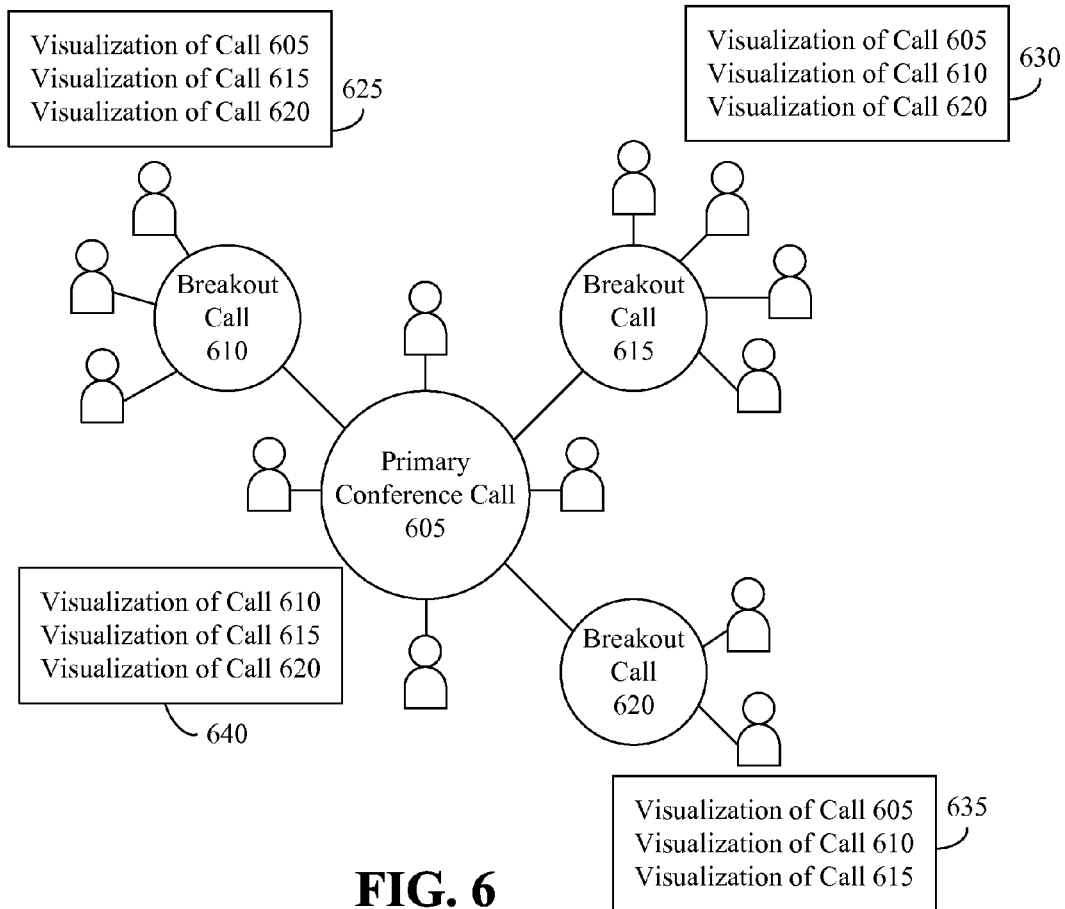 Visualization of Call 605
Visualization of Call 615
Visualization of Call 620
625
Visualization of Call 605
Visualization of Call 610
Visualization of Call 620
630
Breakout
Call
610
Breakout
Call
615
Primary
Conference Call
605
Visualization of Call 610
Visualization of Call 615
Visualization of Call 620
640
Breakout
Call
620
Visualization of Call 605
Visualization of Call 610
Visualization of Call 615
635
FIG. 6